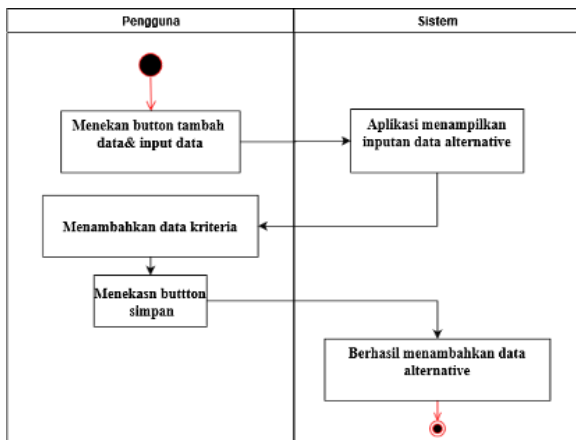 Pengguna
Sistem
Menekan button tambah
data& input data
Aplikasi menampilkan
inputan data alternative
Menambahkan data kriteria
Menekasn buttton
simpan
Berhasil menambahkan data
alternative